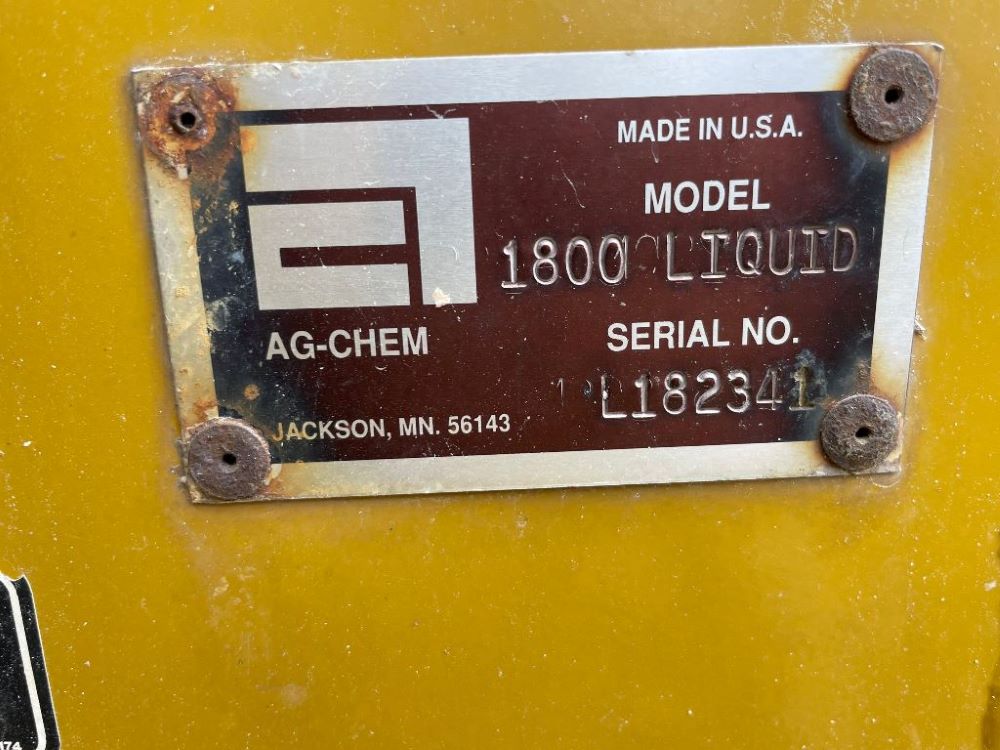 MADE IN U.S.A.
MODEL
1800 LIQUID
AG-CHEM
SERIAL NO.
L182341
JACKSON, MN. 56143